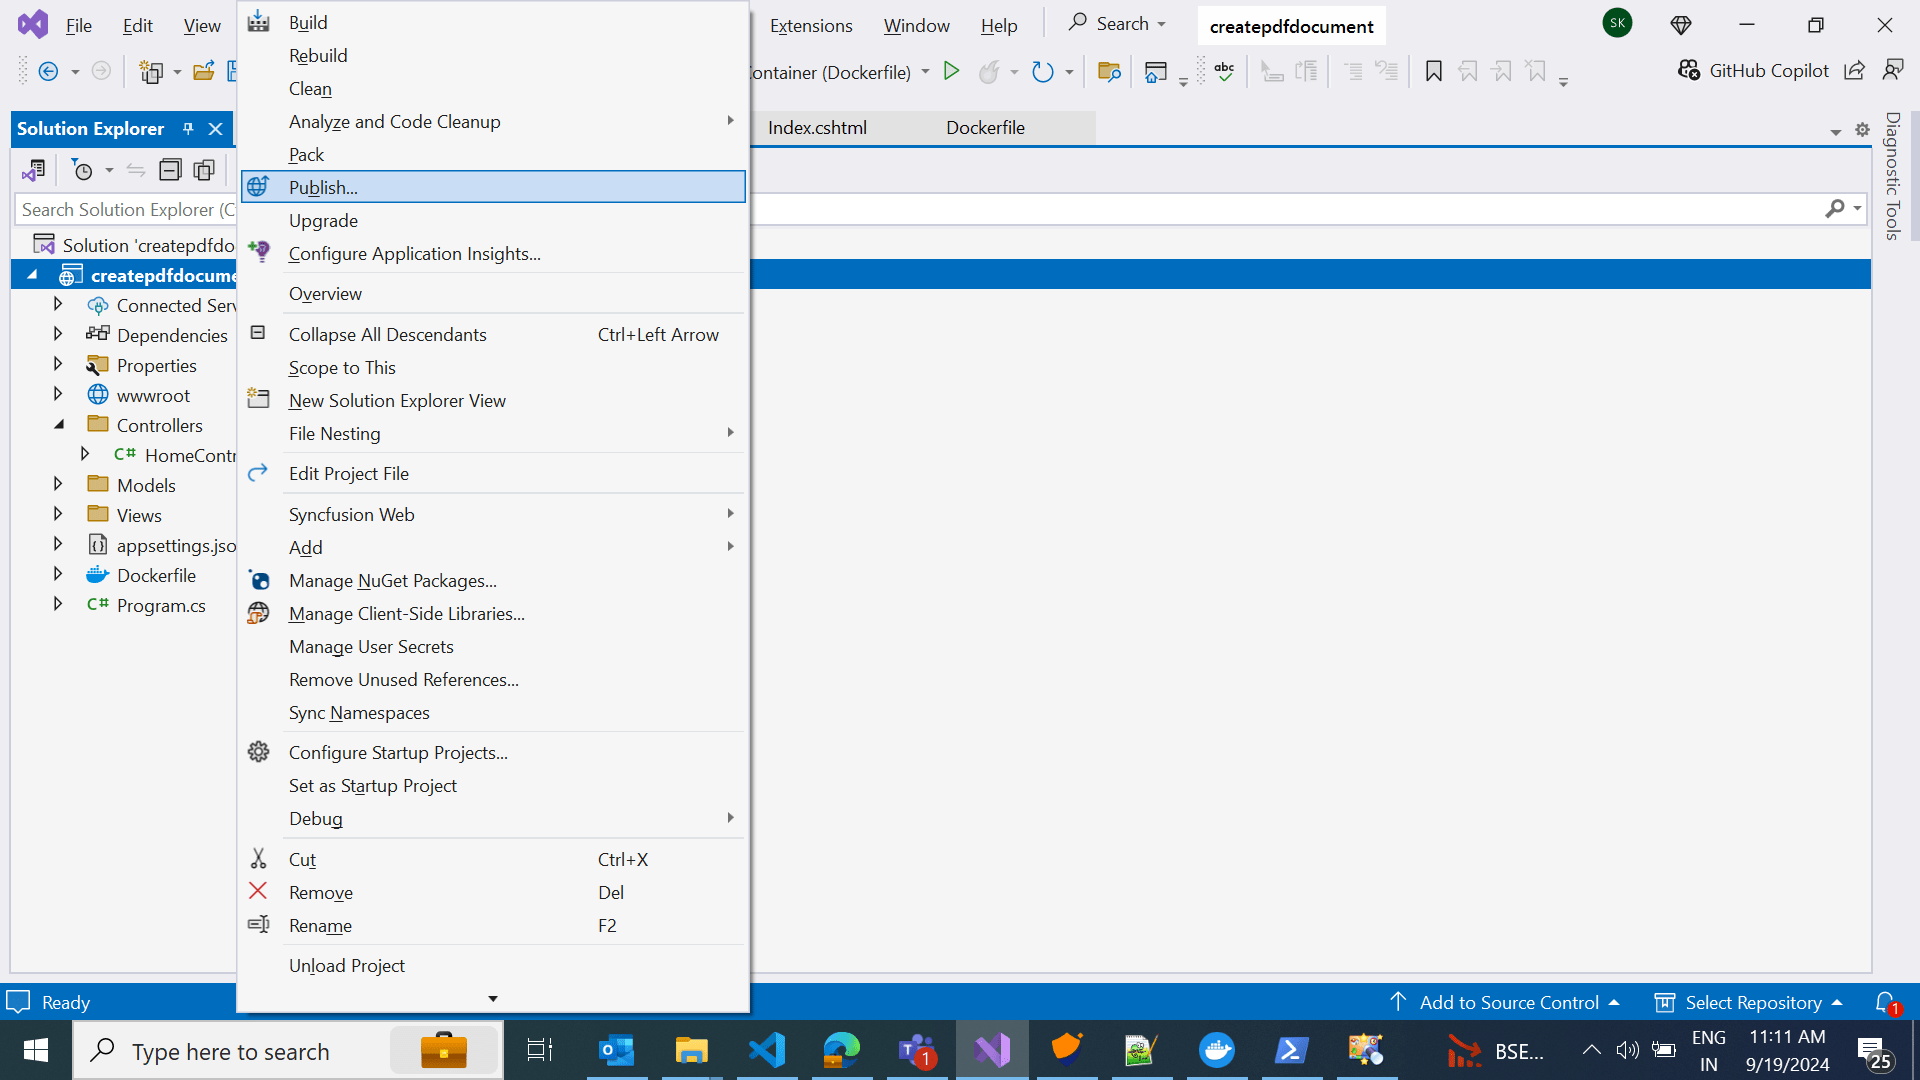 File Edit View Extensions Window Help Search createpdfdocument SK
ontainer (Dockerfile) abc GitHub Copilot
Solution Explorer
Index.cshtml Dockerfile
Diagnostic Tools
Search Solution Explorer (C
Solution 'createpdfdo
createpdfdocume
Connected Serv
Dependencies
Properties
wwwroot
Controllers
C# HomeContr
Models
Views
appsettings.jso
Dockerfile
C# Program.cs
Build
Rebuild
Clean
Analyze and Code Cleanup
Pack
Publish...
Upgrade
Configure Application Insights...
Overview
Collapse All Descendants Ctrl+Left Arrow
Scope to This
New Solution Explorer View
File Nesting
Edit Project File
Syncfusion Web
Add
Manage NuGet Packages...
Manage Client-Side Libraries...
Manage User Secrets
Remove Unused References...
Sync Namespaces
Configure Startup Projects...
Set as Startup Project
Debug
Cut Ctrl+X
Remove Del
Rename F2
Unload Project
Ready Add to Source Control Select Repository 1
Type here to search 1 BSE... ENG 11:11 AM
IN 9/19/2024 25